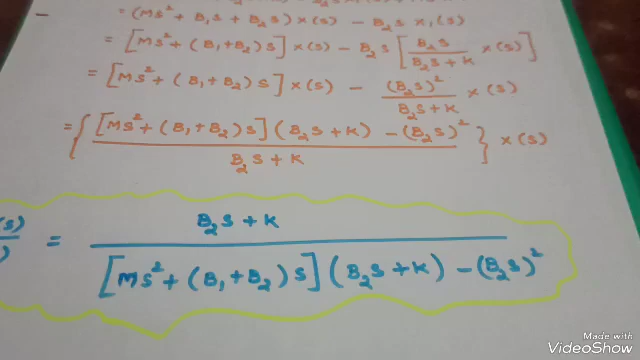 = (Ms² + B₁s + B₂s) x(s) - B₂s x₁(s)
= [Ms² + (B₁+B₂)s] x(s) - B₂s [B₂s / (B₂s + K) x(s)]
= [Ms² + (B₁+B₂)s] x(s) - (B₂s)² / (B₂s + K) x(s)
= { [Ms² + (B₁+B₂)s] (B₂s + K) - (B₂s)² / (B₂s + K) } x(s)
= B₂s + K / [Ms² + (B₁+B₂)s] (B₂s + K) - (B₂s)²
Made with
VideoShow